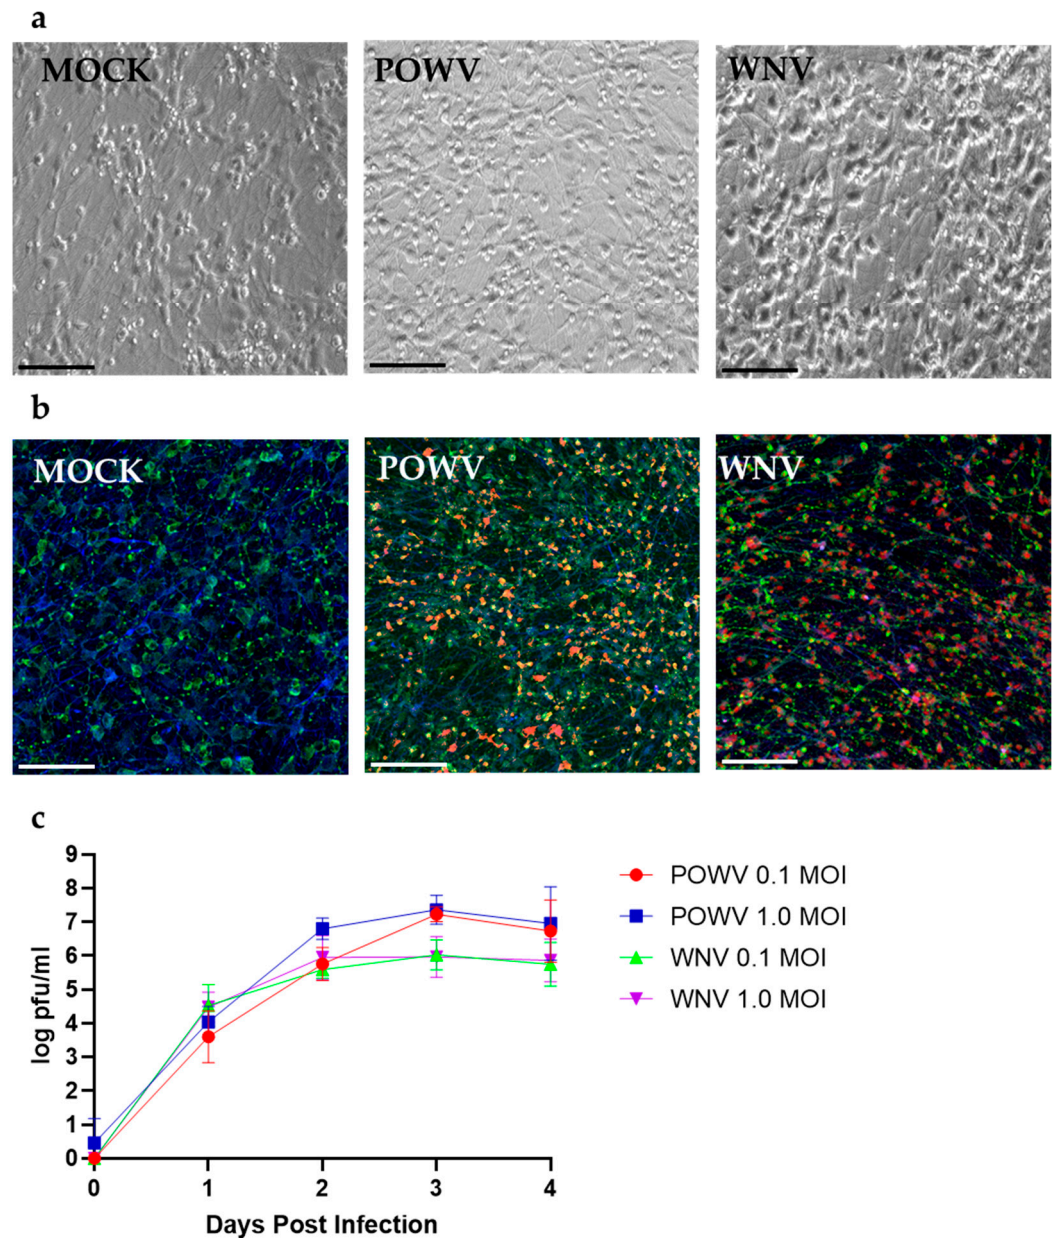 a
MOCK POWV WNV
b
MOCK POWV WNV
c
9
8
7
6
5
4
3
2
1
0
log pfu/ml
0 1 2 3 4
Days Post Infection
POWV 0.1 MOI
POWV 1.0 MOI
WNV 0.1 MOI
WNV 1.0 MOI